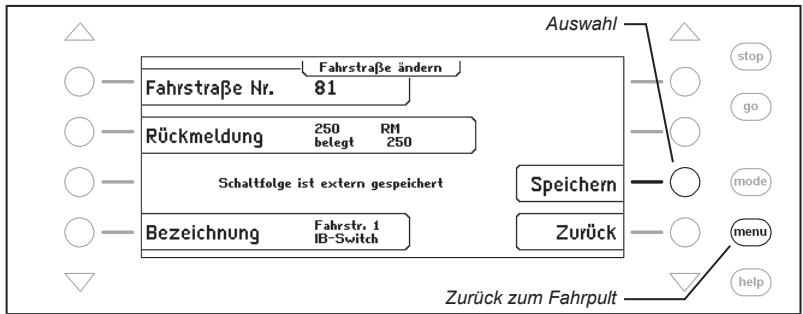 Auswahl
stop
Fahrstraße ändern
Fahrstraße Nr. 81
go
Rückmeldung 250 RM
belegt 250
Schaltfolge ist extern gespeichert
Speichern
mode
Bezeichnung Fahrstr. 1
IB-Switch
Zurück
menu
help
Zurück zum Fahrpult